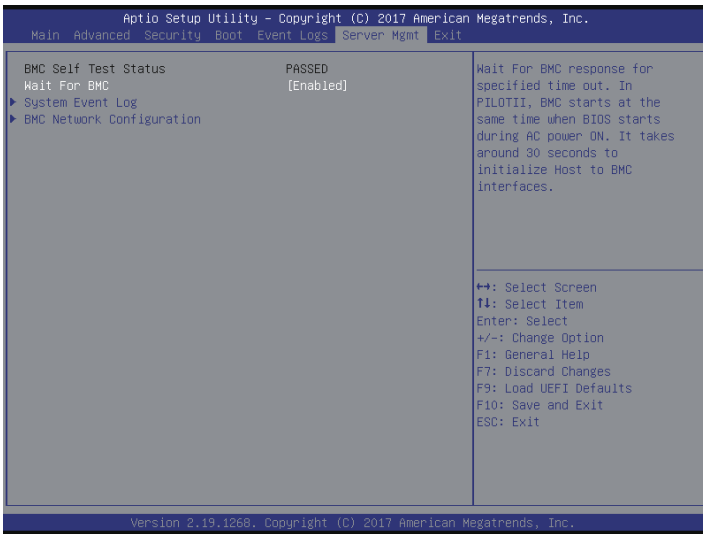 Aptio Setup Utility – Copyright (C) 2017 American Megatrends, Inc.
Main Advanced Security Boot Event Logs Server Mgmt Exit
BMC Self Test Status PASSED
Wait For BMC [Enabled]
System Event Log
BMC Network Configuration
Wait For BMC response for
specified time out. In
PILOTII, BMC starts at the
same time when BIOS starts
during AC power ON. It takes
around 30 seconds to
initialize Host to BMC
interfaces.
↔: Select Screen
↑↓: Select Item
Enter: Select
+/-: Change Option
F1: General Help
F7: Discard Changes
F9: Load UEFI Defaults
F10: Save and Exit
ESC: Exit
Version 2.19.1268. Copyright (C) 2017 American Megatrends, Inc.